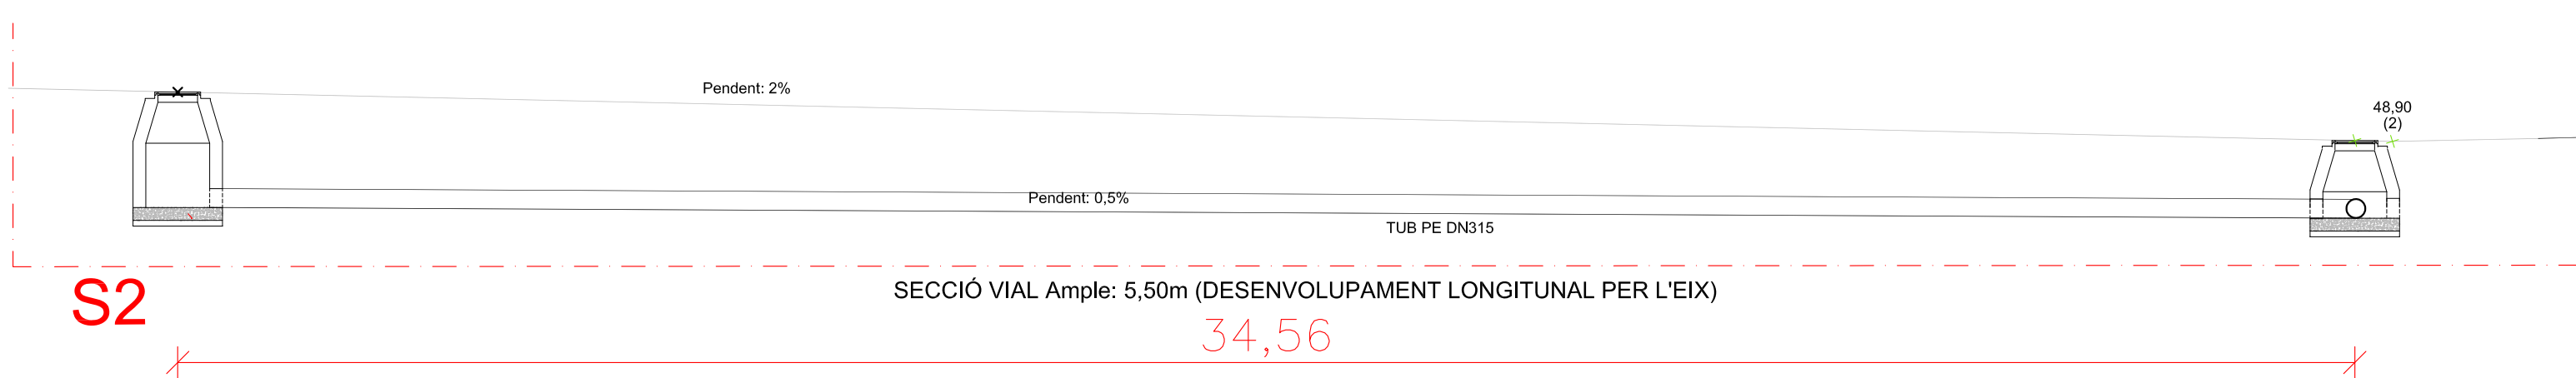 Pendent: 2%
48,90
(2)
Pendent: 0,5%
TUB PE DN315
S2
SECCIÓ VIAL Ample: 5,50m (DESENVOLUPAMENT LONGITUNAL PER L'EIX)
34,56